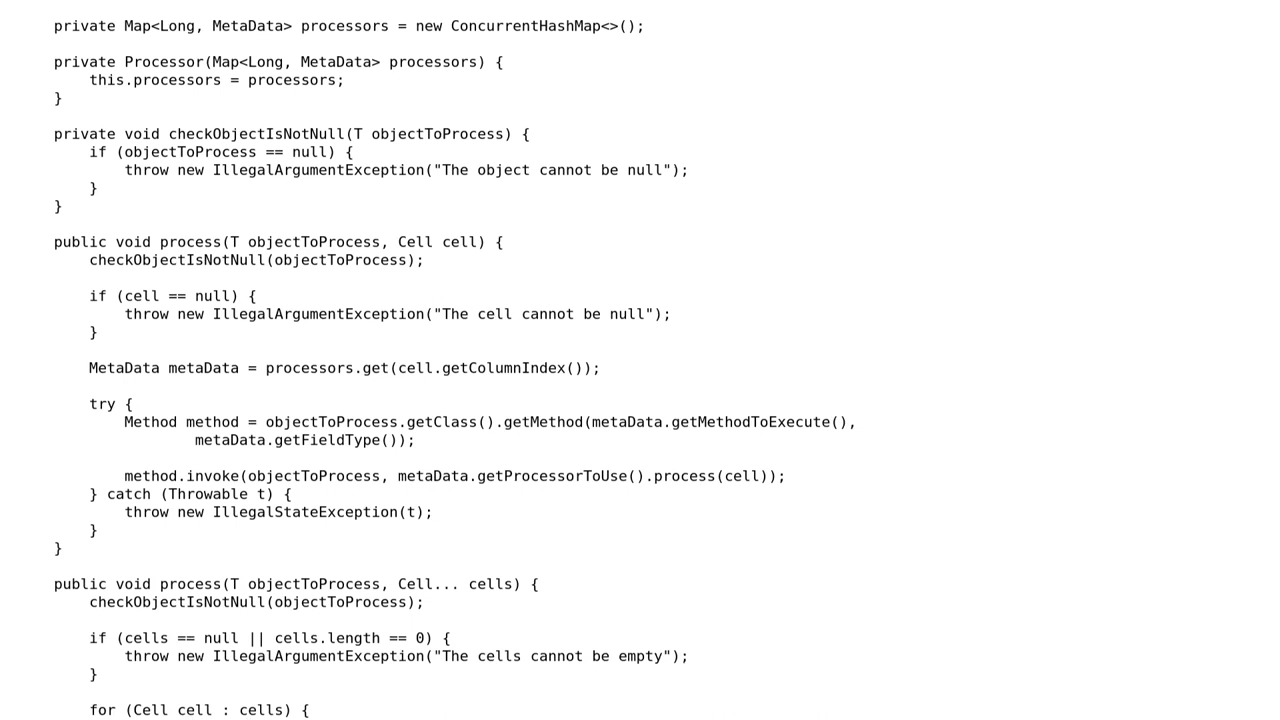 private Map<Long, MetaData> processors = new ConcurrentHashMap<>();
private Processor(Map<Long, MetaData> processors) {
this.processors = processors;
}
private void checkObjectIsNotNull(T objectToProcess) {
if (objectToProcess == null) {
throw new IllegalArgumentException("The object cannot be null");
}
}
public void process(T objectToProcess, Cell cell) {
checkObjectIsNotNull(objectToProcess);
if (cell == null) {
throw new IllegalArgumentException("The cell cannot be null");
}
MetaData metaData = processors.get(cell.getColumnIndex());
try {
Method method = objectToProcess.getClass().getMethod(metaData.getMethodToExecute(),
metaData.getFieldType());
method.invoke(objectToProcess, metaData.getProcessorToUse().process(cell));
} catch (Throwable t) {
throw new IllegalStateException(t);
}
}
public void process(T objectToProcess, Cell... cells) {
checkObjectIsNotNull(objectToProcess);
if (cells == null || cells.length == 0) {
throw new IllegalArgumentException("The cells cannot be empty");
}
for (Cell cell : cells) {